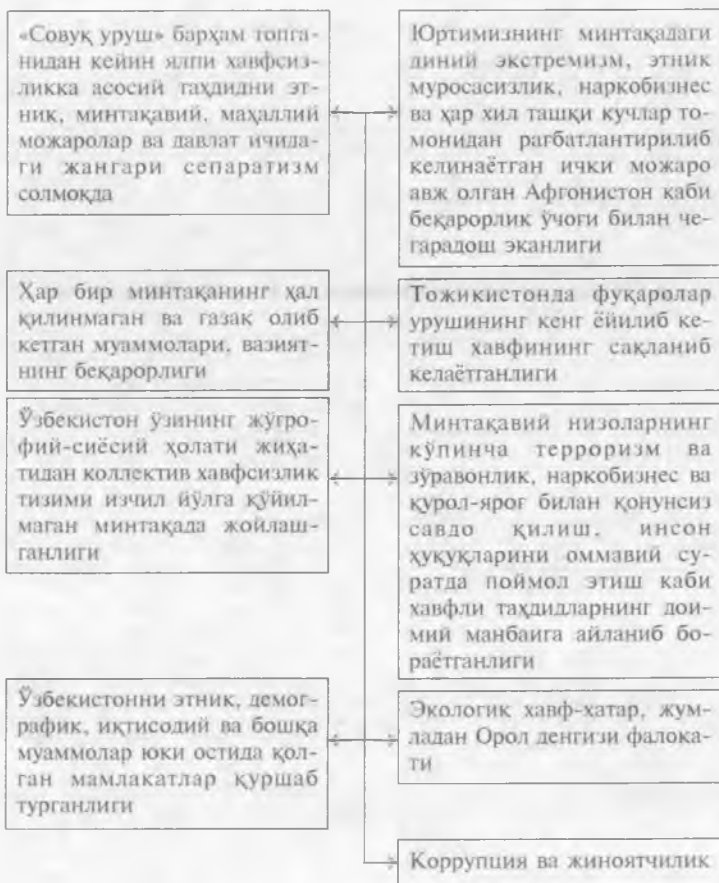 «Совуқ уруш» барҳам топга-
нидан кейин ялпи хавфсиз-
ликка асосий таҳдидни эт-
ник, минтақавий, маҳаллий
можаролар ва давлат ичида-
ги жангари сепаратизм
солмоқда
Юртимизнинг минтақадаги
диний экстремизм, этник
муросасизлик, наркобизнес
ва ҳар хил ташқи кучлар то-
монидан рағбатлантирилиб
келинаётган ички можаро
авж олган Афғонистон каби
беқарорлик ўчоғи билан че-
гарадош эканлиги
Ҳар бир минтақанинг ҳал
қилинмаган ва газак олиб
кетган муаммолари, вазият-
нинг беқарорлиги
Тожикистонда фуқаролар
урушининг кенг ёйилиб ке-
тиш хавфининг сақланиб
келаётганлиги
Ўзбекистон ўзининг жўғро-
фий-сиёсий ҳолати жиҳа-
тидан коллектив хавфсизлик
тизими изчил йўлга қўйил-
маган минтақада жойлаш-
ганлиги
Минтақавий низоларнинг
кўпинча терроризм ва
зўравонлик, наркобизнес ва
қурол-яроғ билан қонунсиз
савдо қилиш, инсон
ҳуқуқларини оммавий су-
ратда поймол этиш каби
хавфли таҳдидларнинг дои-
мий манбаига айланиб бо-
раётганлиги
Ўзбекистонни этник, демог-
рафик, иқтисодий ва бошқа
муаммолар юки остида қол-
ган мамлакатлар қуршаб
турганлиги
Экологик хавф-хатар, жум-
ладан Орол денгизи фалока-
ти
Коррупция ва жиноятчилик